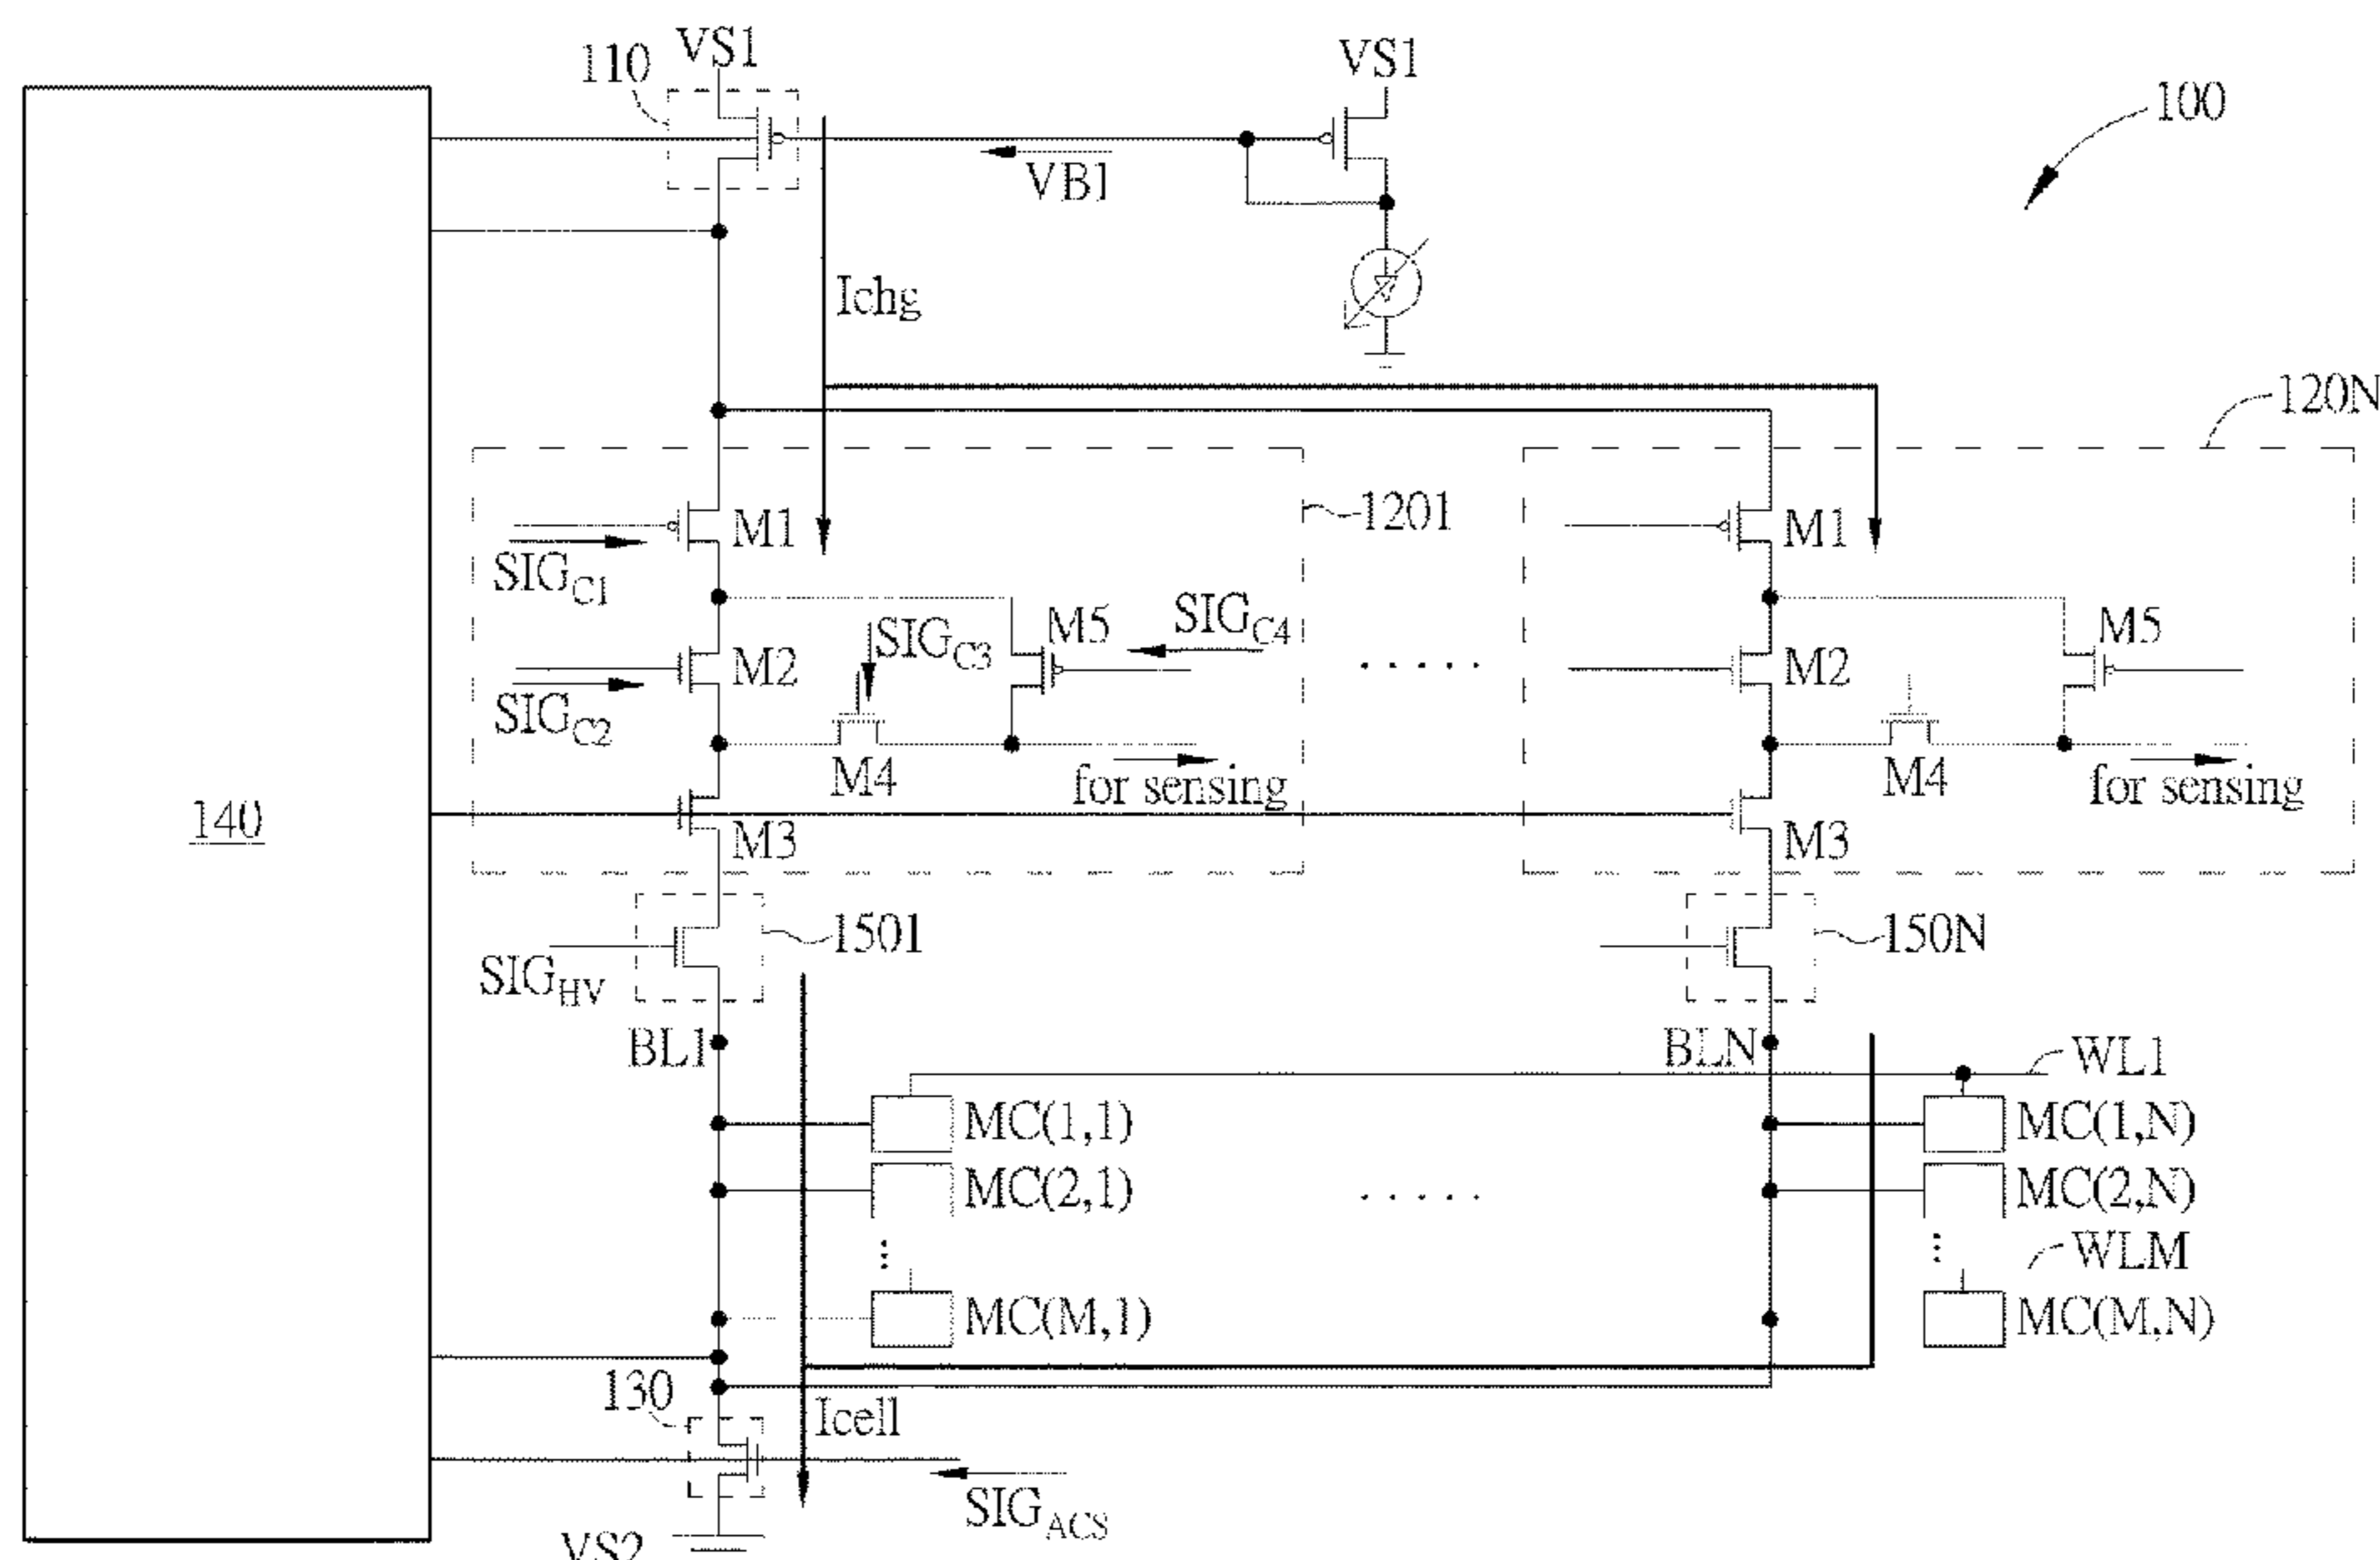 VS1
VS1
110
100
VB1
Ichg
120N
1201
M1
M1
SIGC1
SIGC3
M5
SIGC4
M5
M2
. . . . .
M2
SIGC2
M4
for sensing
M4
for sensing
140
M3
M3
1501
150N
SIGHV
BL1
BLN
WL1
MC(1,1)
MC(1,N)
MC(2,1)
. . . . .
MC(2,N)
WLM
MC(M,1)
MC(M,N)
130
Icell
SIGACS
VS2